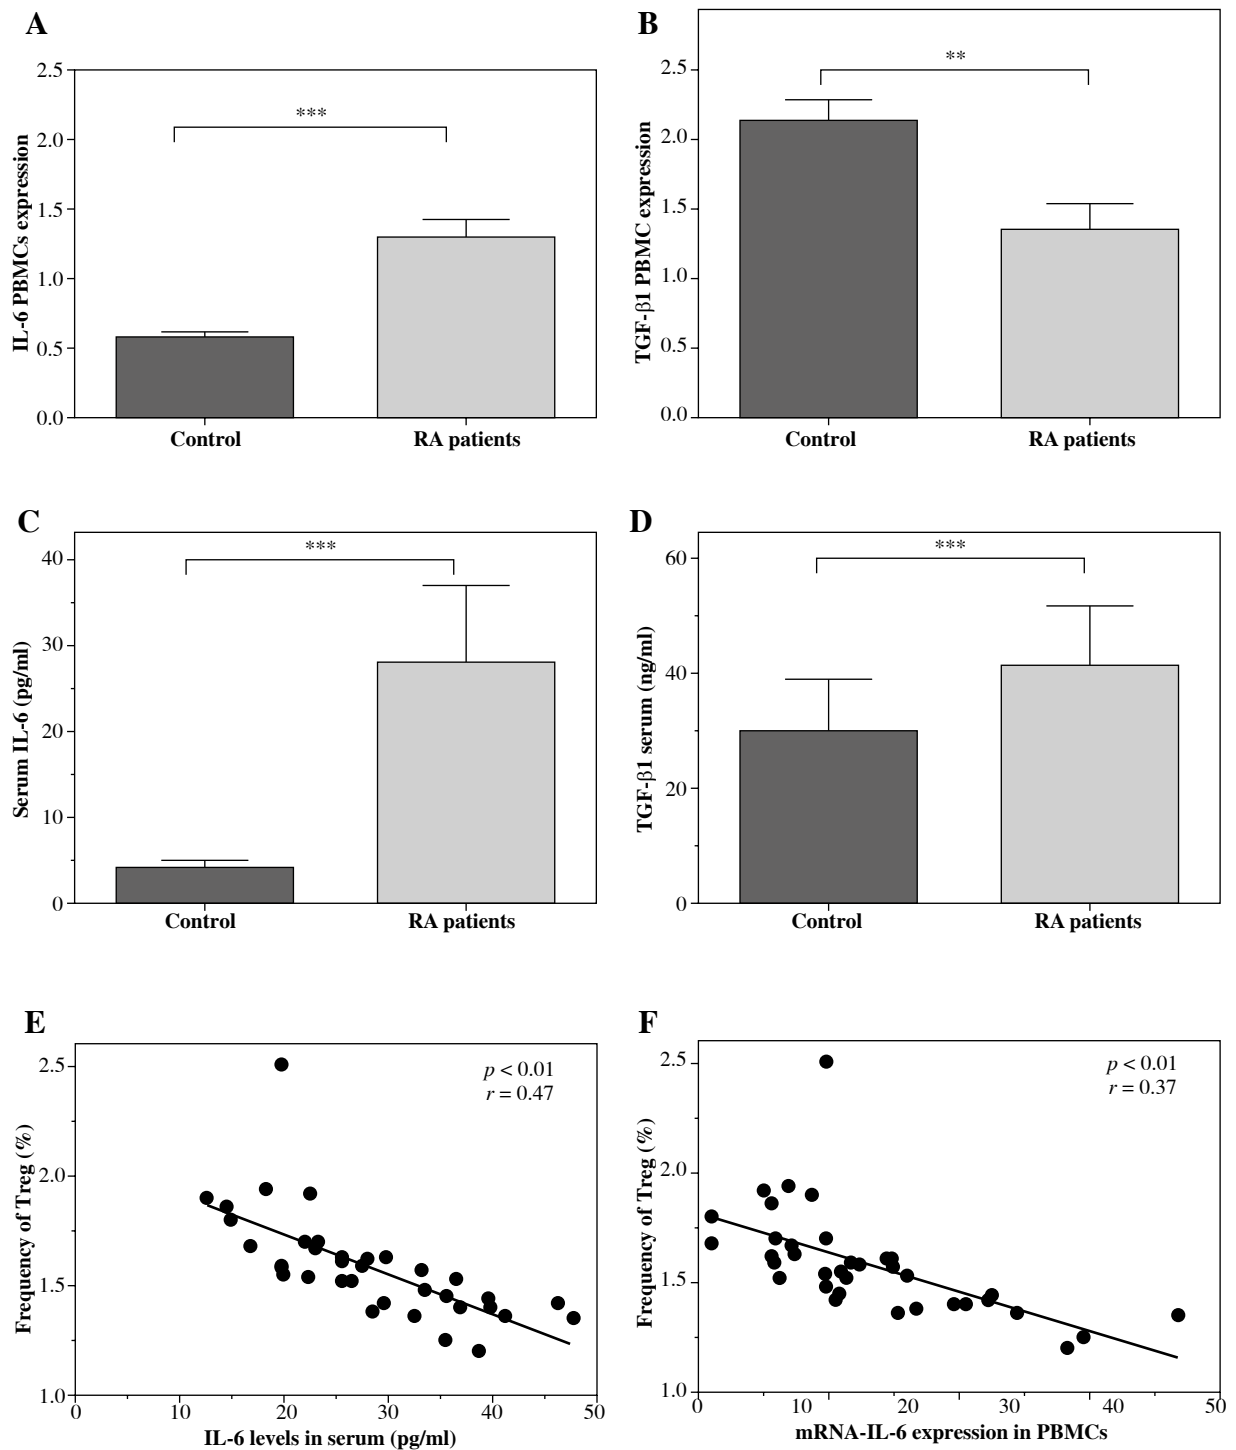 A
IL-6 PBMCs expression
2.5
2.0
1.5
1.0
0.5
0.0
***
Control
RA patients
B
TGF-β1 PBMC expression
2.5
2.0
1.5
1.0
0.5
0.0
**
Control
RA patients
C
Serum IL-6 (pg/ml)
40
30
20
10
0
***
Control
RA patients
D
TGF-β1 serum (ng/ml)
60
40
20
0
***
Control
RA patients
E
Frequency of Treg (%)
2.5
2.0
1.5
1.0
p < 0.01
r = 0.47
0 10 20 30 40 50
IL-6 levels in serum (pg/ml)
F
Frequency of Treg (%)
2.5
2.0
1.5
1.0
p < 0.01
r = 0.37
0 10 20 30 40 50
mRNA-IL-6 expression in PBMCs